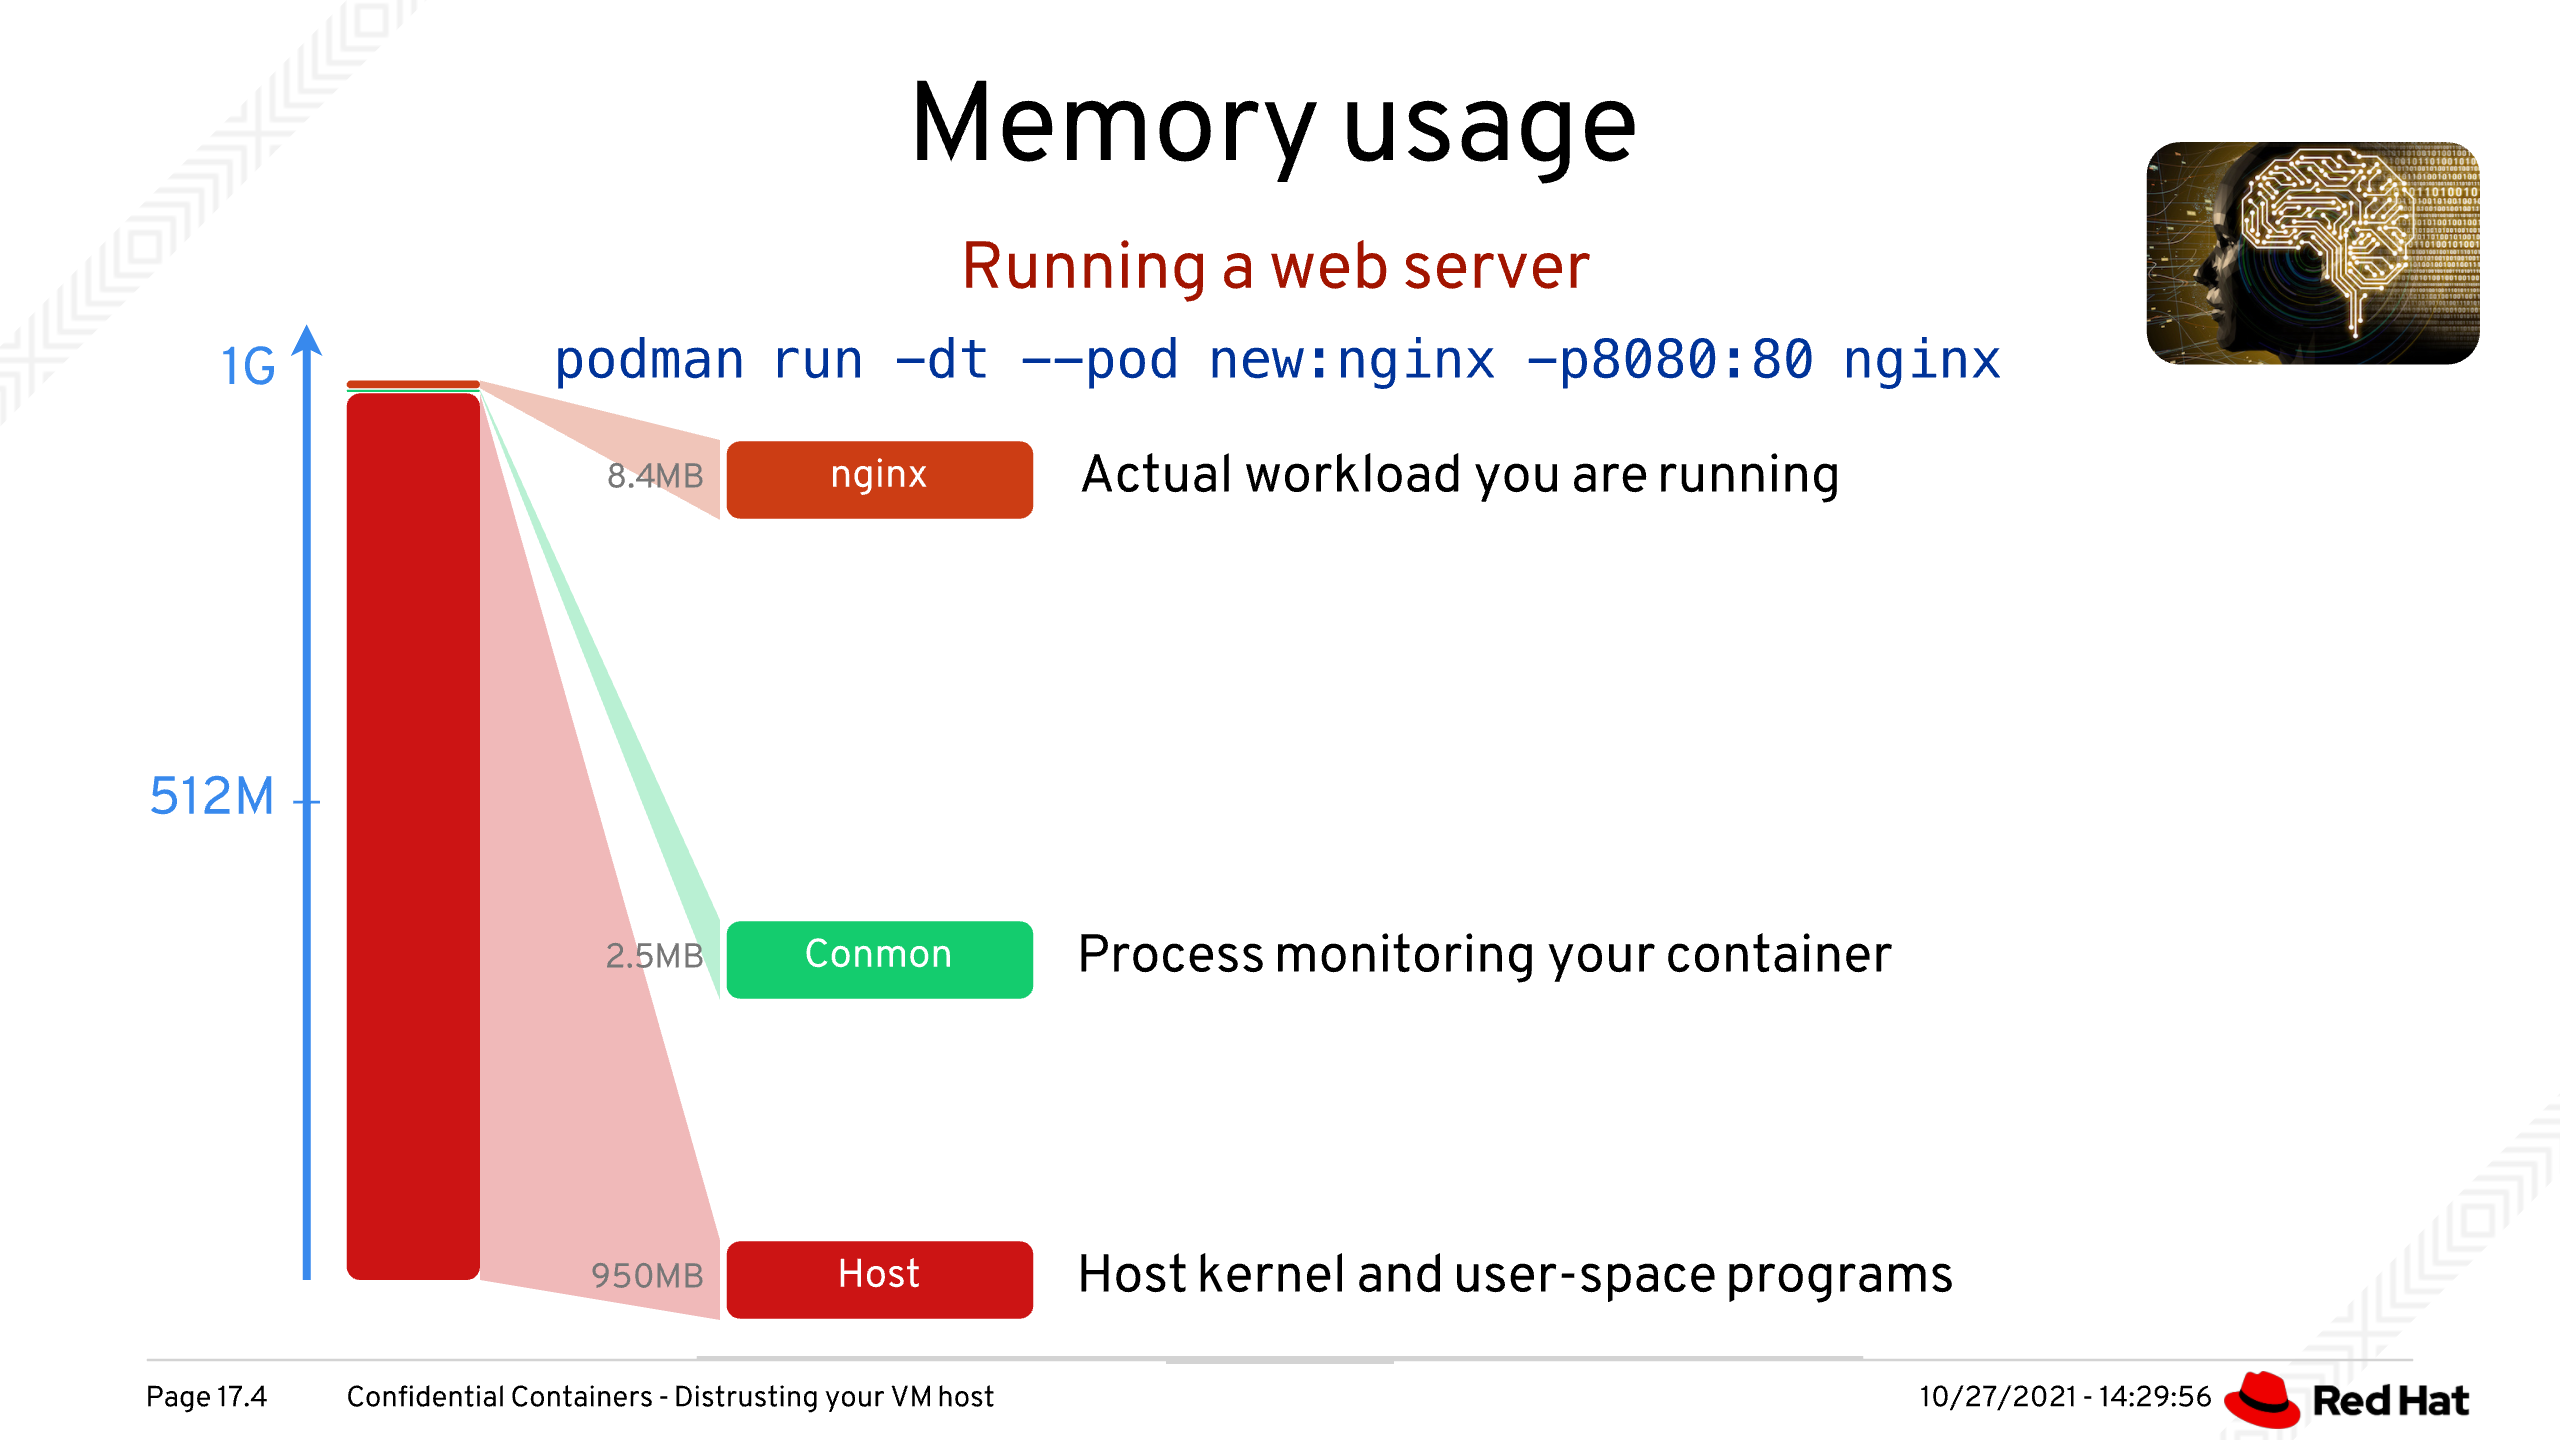 Memory usage
Running a web server
podman run -dt --pod new:nginx -p8080:80 nginx
1G
512M
8.4MB nginx Actual workload you are running
2.5MB Conmon Process monitoring your container
950MB Host Host kernel and user-space programs
Page 17.4 Confidential Containers - Distrusting your VM host 10/27/2021 - 14:29:56 Red Hat